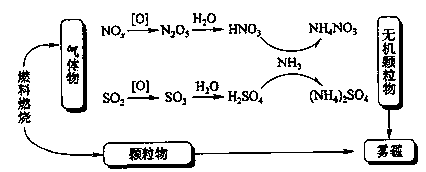 气体物
NOₓ [O] N₂O₅ H₂O HNO₃ NH₄NO₃
NH₃
SO₂ [O] SO₃ H₂O H₂SO₄ (NH₄)₂SO₄
无机颗粒物
燃料燃烧
颗粒物
雾霾